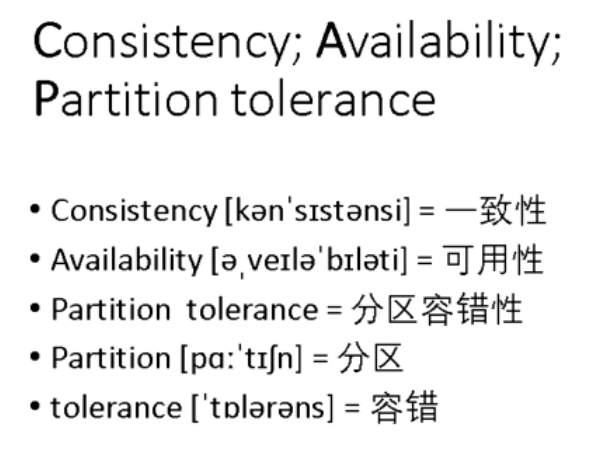 Consistency; Availability;
Partition tolerance
• Consistency [kənˈsɪstənsi] = 一致性
• Availability [əˌveɪləˈbɪləti] = 可用性
• Partition tolerance = 分区容错性
• Partition [pɑːˈtɪʃn] = 分区
• tolerance [ˈtɒlərəns] = 容错